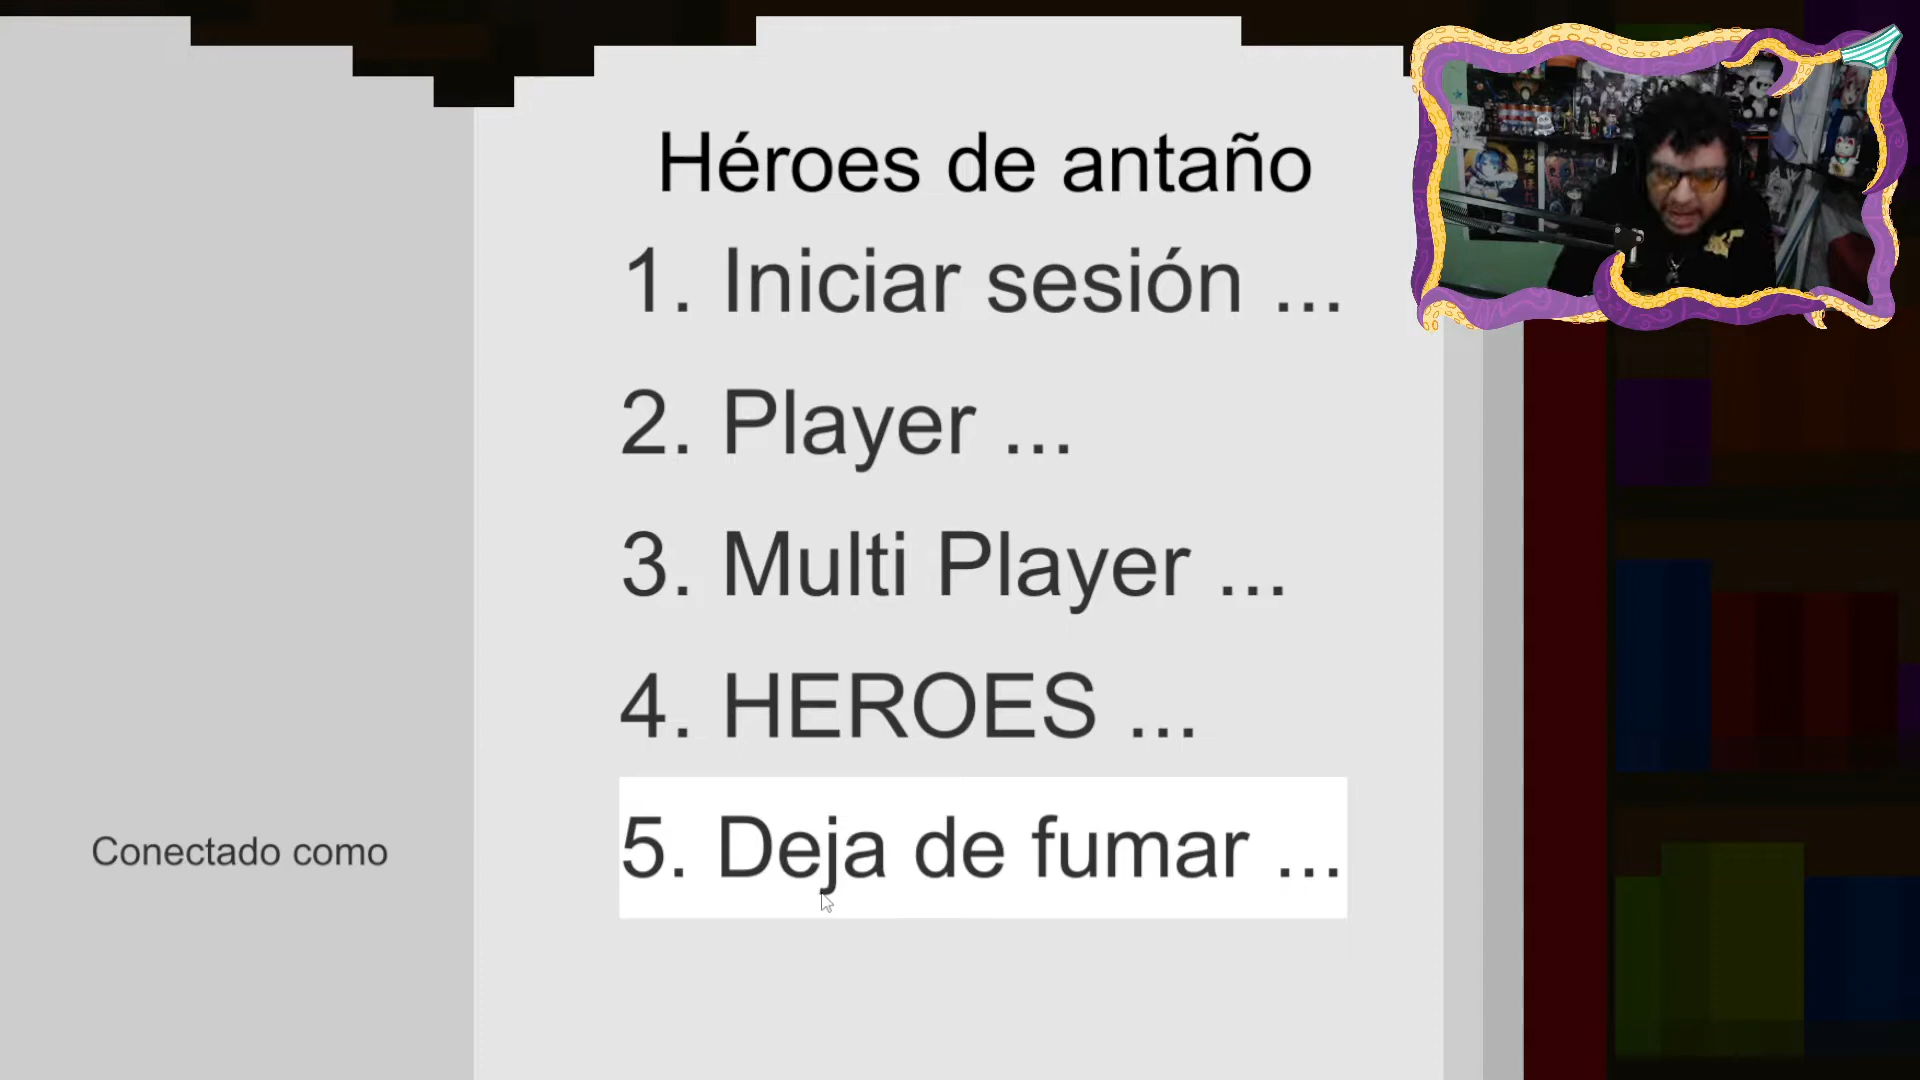 Héroes de antaño
1. Iniciar sesión ...
2. Player ...
3. Multi Player ...
4. HEROES ...
5. Deja de fumar ...
Conectado como